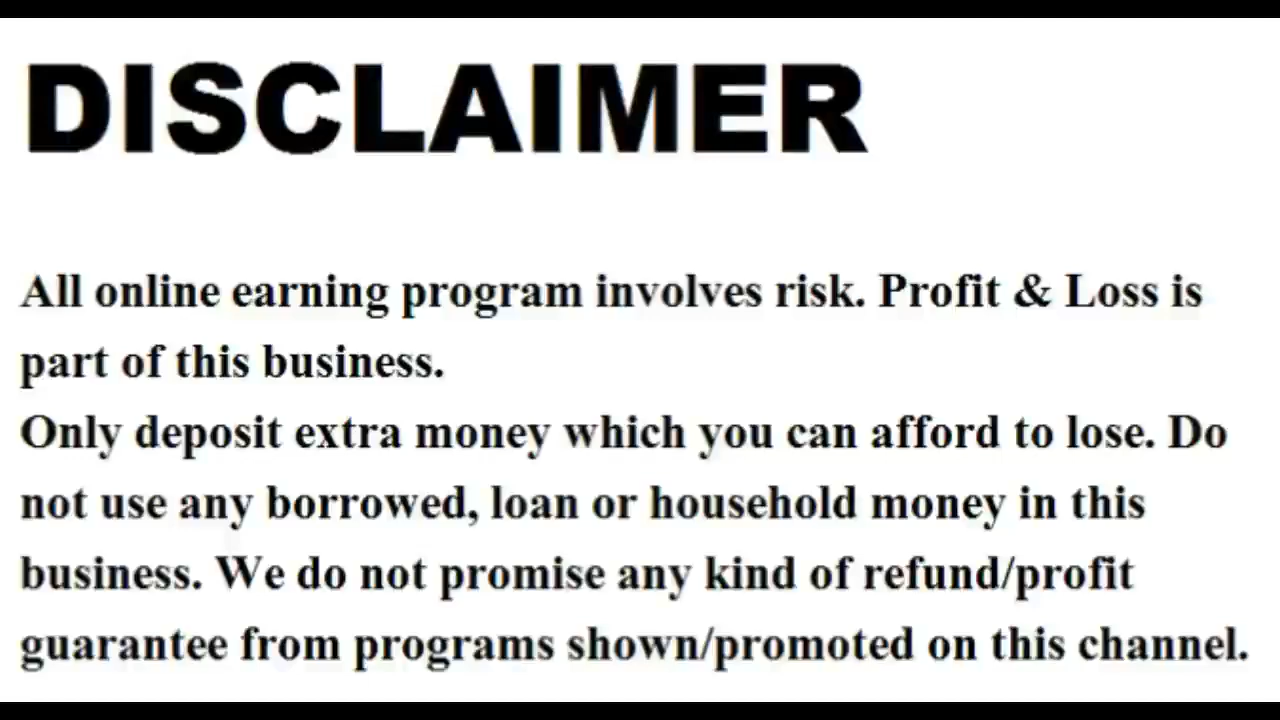 DISCLAIMER
All online earning program involves risk. Profit & Loss is
part of this business.
Only deposit extra money which you can afford to lose. Do
not use any borrowed, loan or household money in this
business. We do not promise any kind of refund/profit
guarantee from programs shown/promoted on this channel.